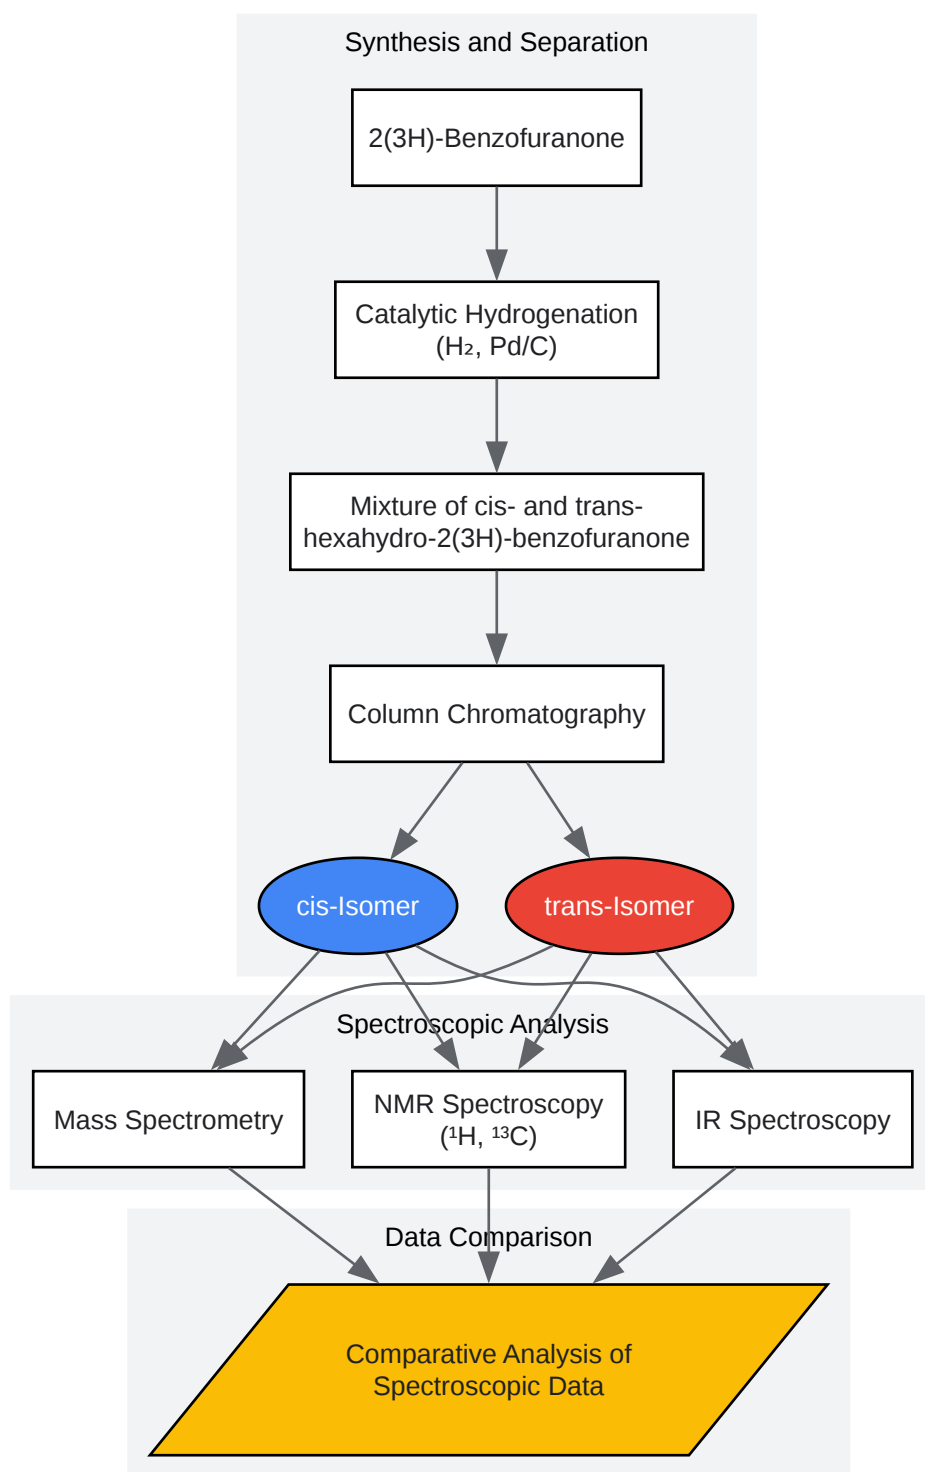 Synthesis and Separation
2(3H)-Benzofuranone
Catalytic Hydrogenation
(H₂, Pd/C)
Mixture of cis- and trans-
hexahydro-2(3H)-benzofuranone
Column Chromatography
cis-Isomer
trans-Isomer
Spectroscopic Analysis
Mass Spectrometry
NMR Spectroscopy
(¹H, ¹³C)
IR Spectroscopy
Data Comparison
Comparative Analysis of
Spectroscopic Data